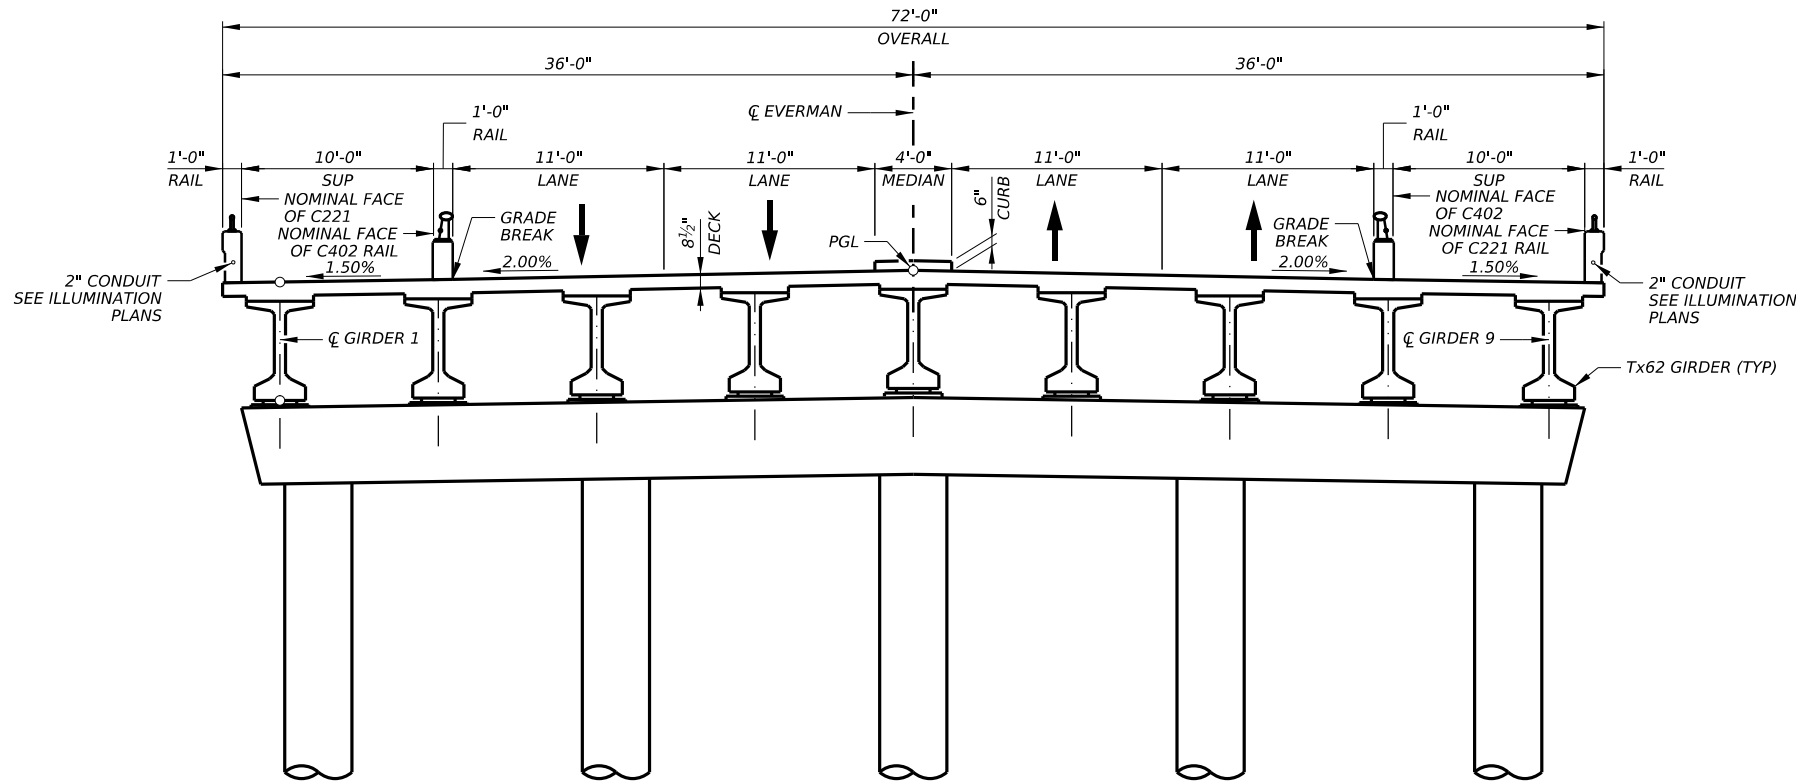 72'-0"
OVERALL
36'-0"
36'-0"
℄ EVERMAN
1'-0"
RAIL
1'-0"
RAIL
1'-0"
RAIL
10'-0"
SUP
11'-0"
LANE
11'-0"
LANE
4'-0"
MEDIAN
11'-0"
LANE
11'-0"
LANE
10'-0"
SUP
1'-0"
RAIL
NOMINAL FACE
OF C221
NOMINAL FACE
OF C402 RAIL
1.50%
GRADE
BREAK
2.00%
8½"
DECK
PGL
6"
CURB
GRADE
BREAK
2.00%
NOMINAL FACE
OF C402
NOMINAL FACE
OF C221 RAIL
1.50%
2" CONDUIT
SEE ILLUMINATION
PLANS
2" CONDUIT
SEE ILLUMINATION
PLANS
℄ GIRDER 1
℄ GIRDER 9
Tx62 GIRDER (TYP)